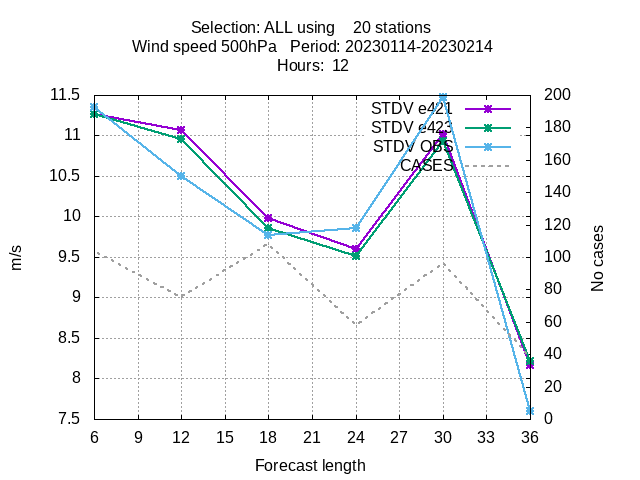 Selection: ALL using    20 stations
Wind speed 500hPa   Period: 20230114-20230214
Hours:  12
STDV e421
STDV e423
STDV OBS
CASES
11.5
11
10.5
10
9.5
9
8.5
8
7.5
m/s
200
180
160
140
120
100
80
60
40
20
0
No cases
6 9 12 15 18 21 24 27 30 33 36
Forecast length